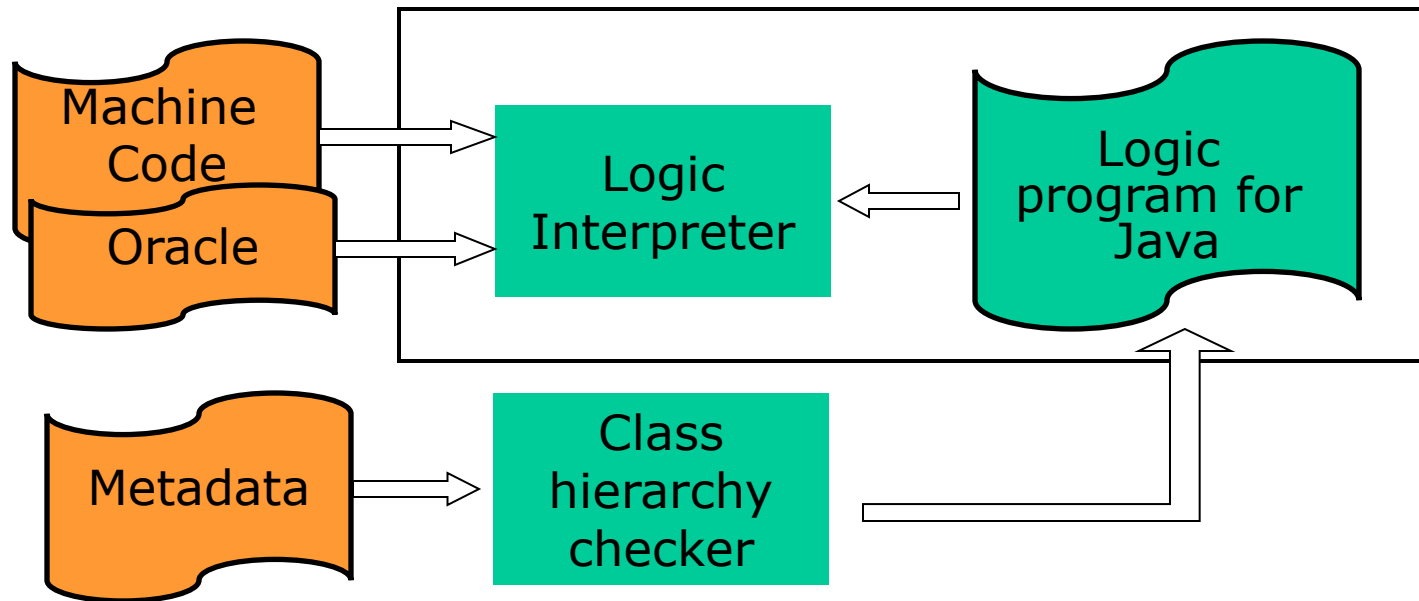 Machine
Code
Oracle
Logic
Interpreter
Logic
program for
Java
Metadata
Class
hierarchy
checker